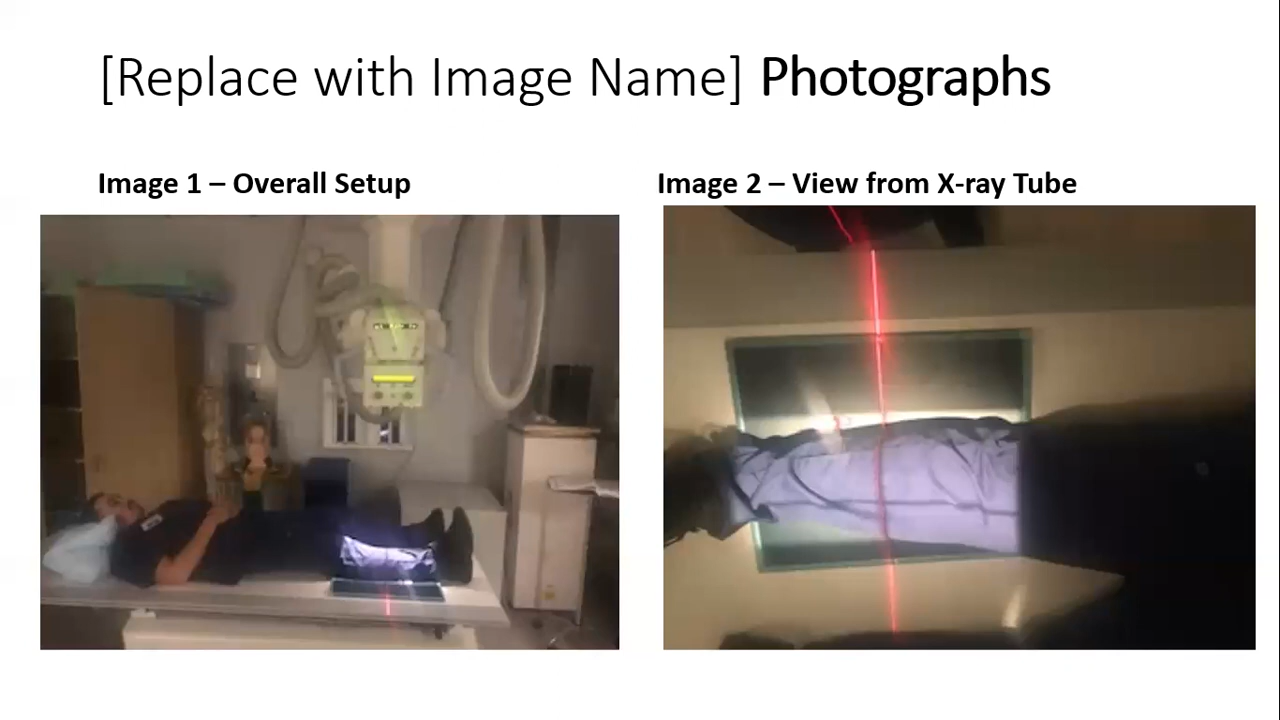 [Replace with Image Name] Photographs
Image 1 – Overall Setup
Image 2 – View from X-ray Tube